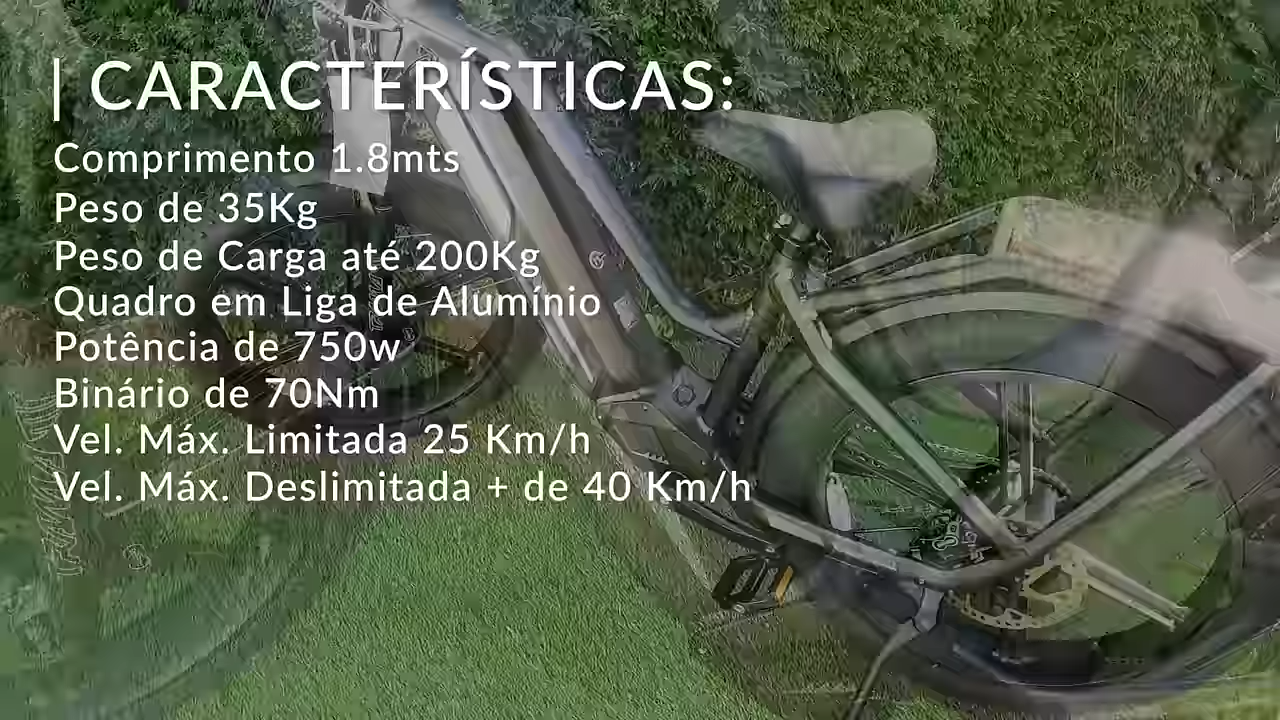 | CARACTERÍSTICAS:
Comprimento 1.8mts
Peso de 35Kg
Peso de Carga até 200Kg
Quadro em Liga de Alumínio
Potência de 750w
Binário de 70Nm
Vel. Máx. Limitada 25 Km/h
Vel. Máx. Deslimitada + de 40 Km/h